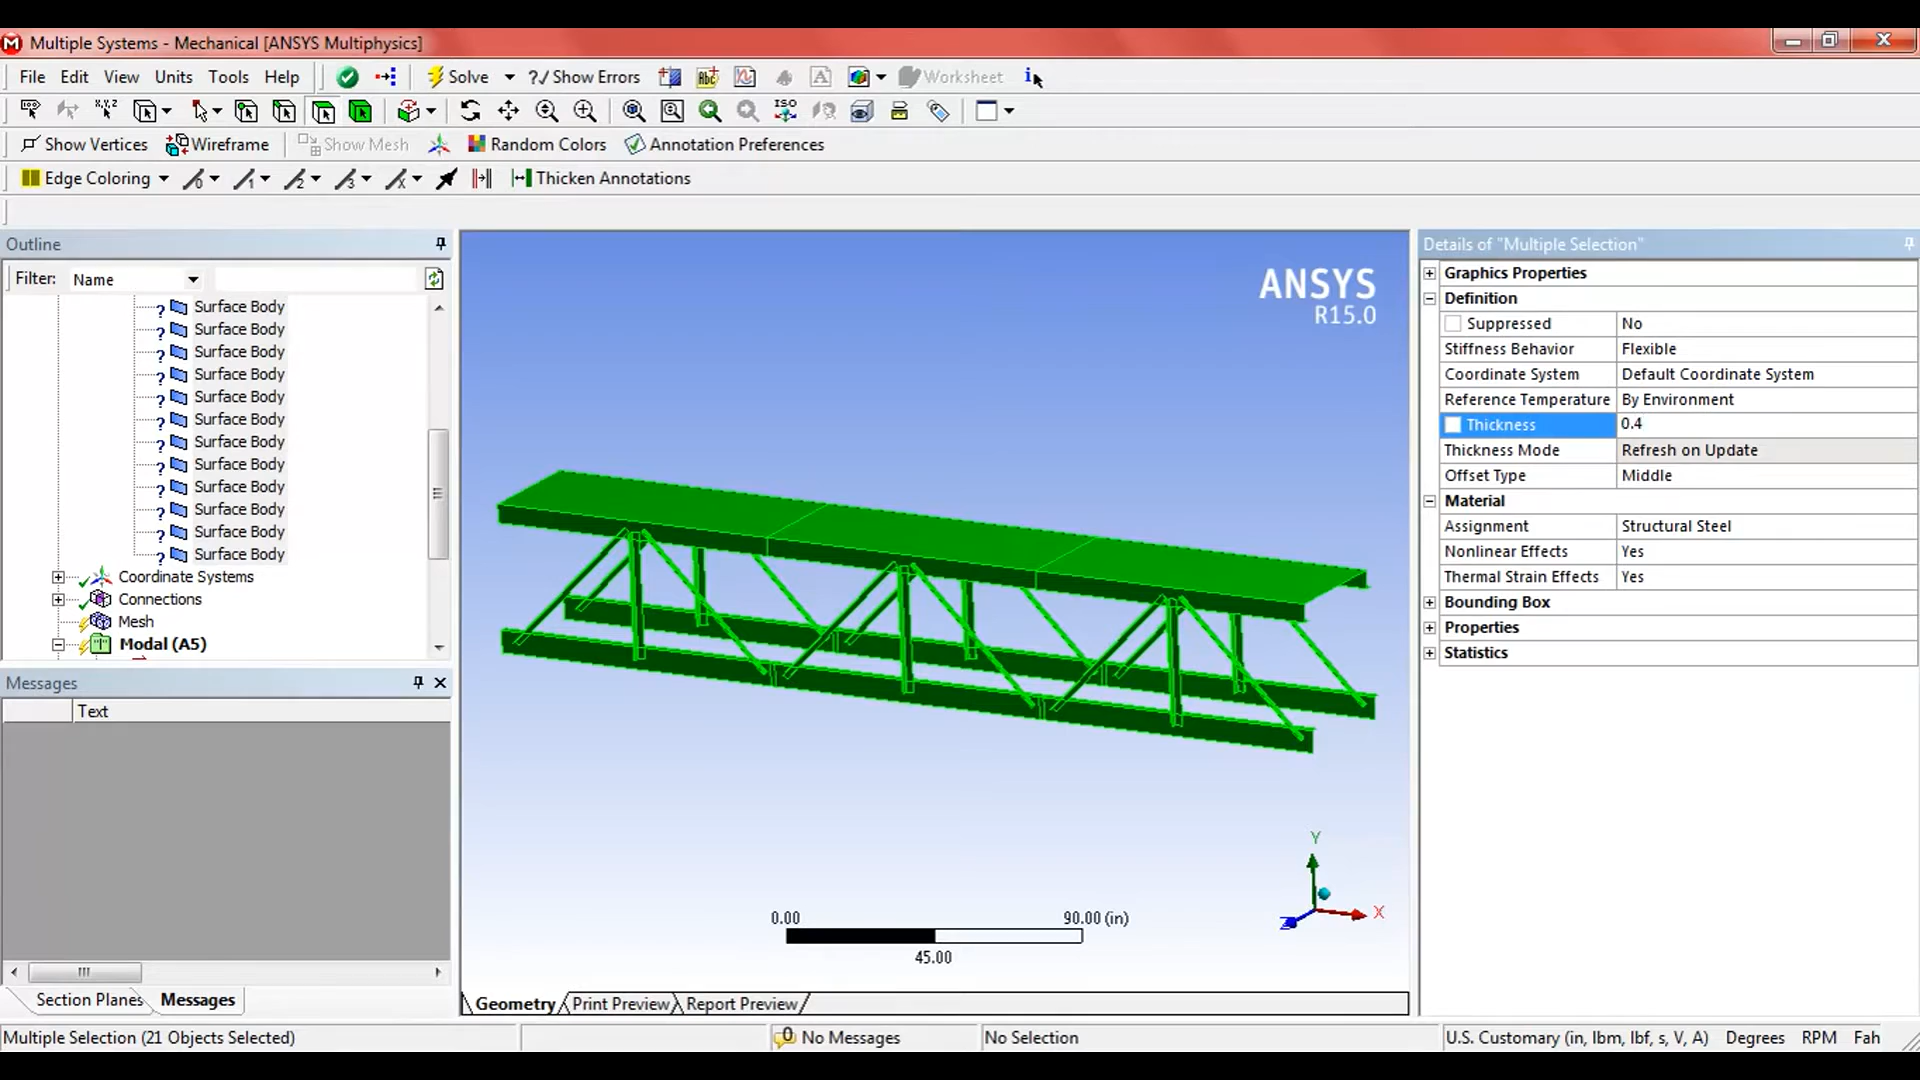 Multiple Systems - Mechanical [ANSYS Multiphysics]
File Edit View Units Tools Help Solve ?/ Show Errors Worksheet
Show Vertices Wireframe Show Mesh Random Colors Annotation Preferences
Edge Coloring Thicken Annotations
Outline
Filter: Name
Surface Body
Surface Body
Surface Body
Surface Body
Surface Body
Surface Body
Surface Body
Surface Body
Surface Body
Surface Body
Surface Body
Surface Body
Coordinate Systems
Connections
Mesh
Modal (A5)
Messages
Text
Section Planes Messages
ANSYS
R15.0
Y
X
Z
0.00 90.00 (in)
45.00
Geometry Print Preview Report Preview
Details of "Multiple Selection"
Graphics Properties
Definition
Suppressed No
Stiffness Behavior Flexible
Coordinate System Default Coordinate System
Reference Temperature By Environment
Thickness 0.4
Thickness Mode Refresh on Update
Offset Type Middle
Material
Assignment Structural Steel
Nonlinear Effects Yes
Thermal Strain Effects Yes
Bounding Box
Properties
Statistics
Multiple Selection (21 Objects Selected) 0 No Messages No Selection U.S. Customary (in, lbm, lbf, s, V, A) Degrees RPM Fah